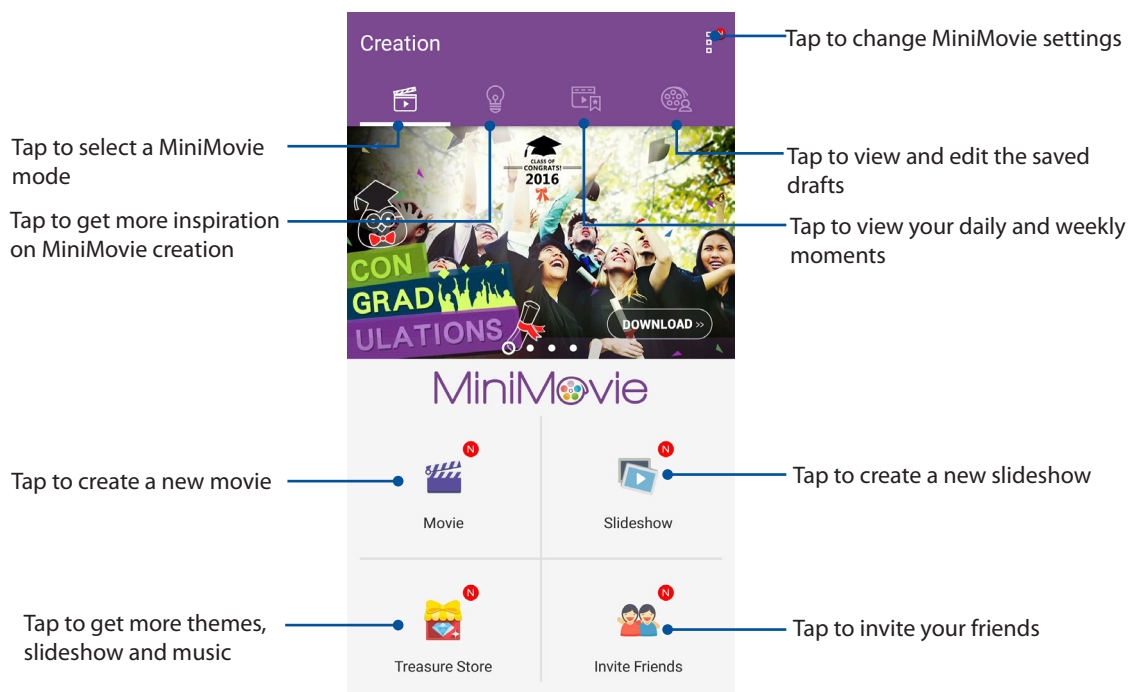 Creation
N
Tap to change MiniMovie settings
Tap to select a MiniMovie
mode
Tap to get more inspiration
on MiniMovie creation
Tap to view and edit the saved
drafts
Tap to view your daily and weekly
moments
CLASS OF
CONGRATS!
2016
CON
GRAD
ULATIONS
DOWNLOAD »
MiniMovie
N
N
Tap to create a new movie
Tap to create a new slideshow
Movie
Slideshow
N
N
Tap to get more themes,
slideshow and music
Tap to invite your friends
Treasure Store
Invite Friends